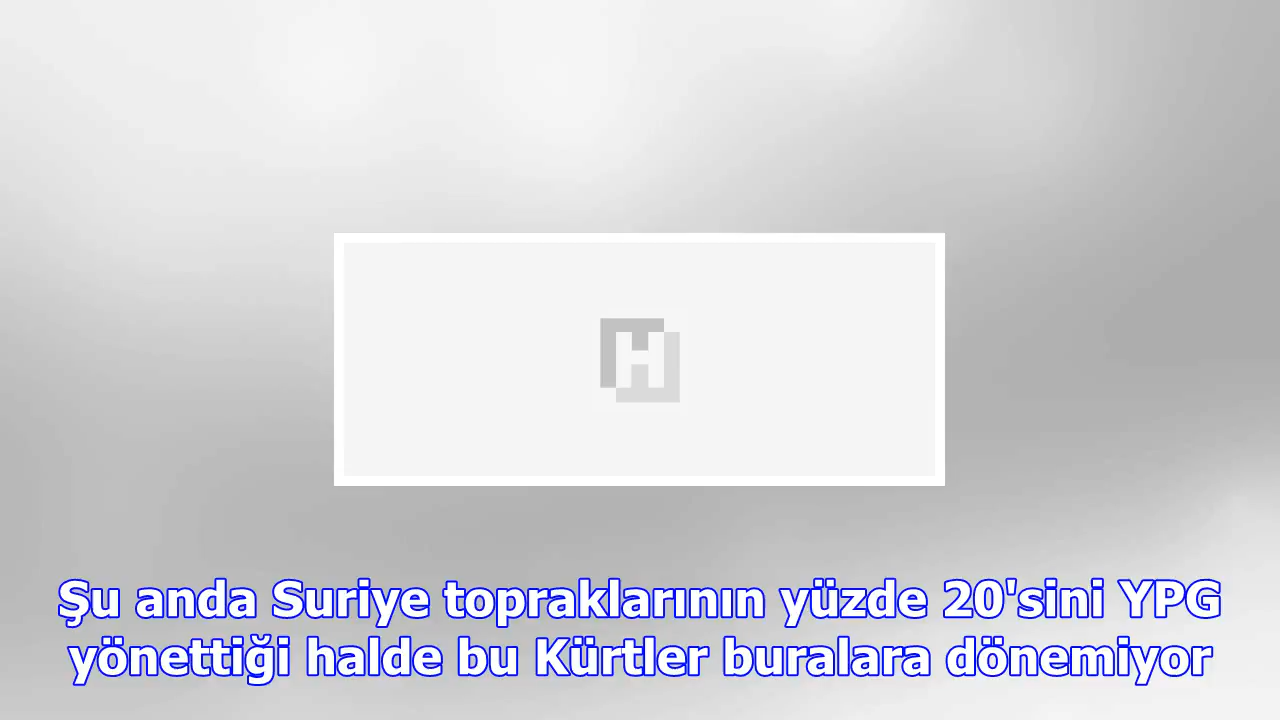 H
Şu anda Suriye topraklarının yüzde 20'sini YPG
yönettiği halde bu Kürtler buralara dönemiyor